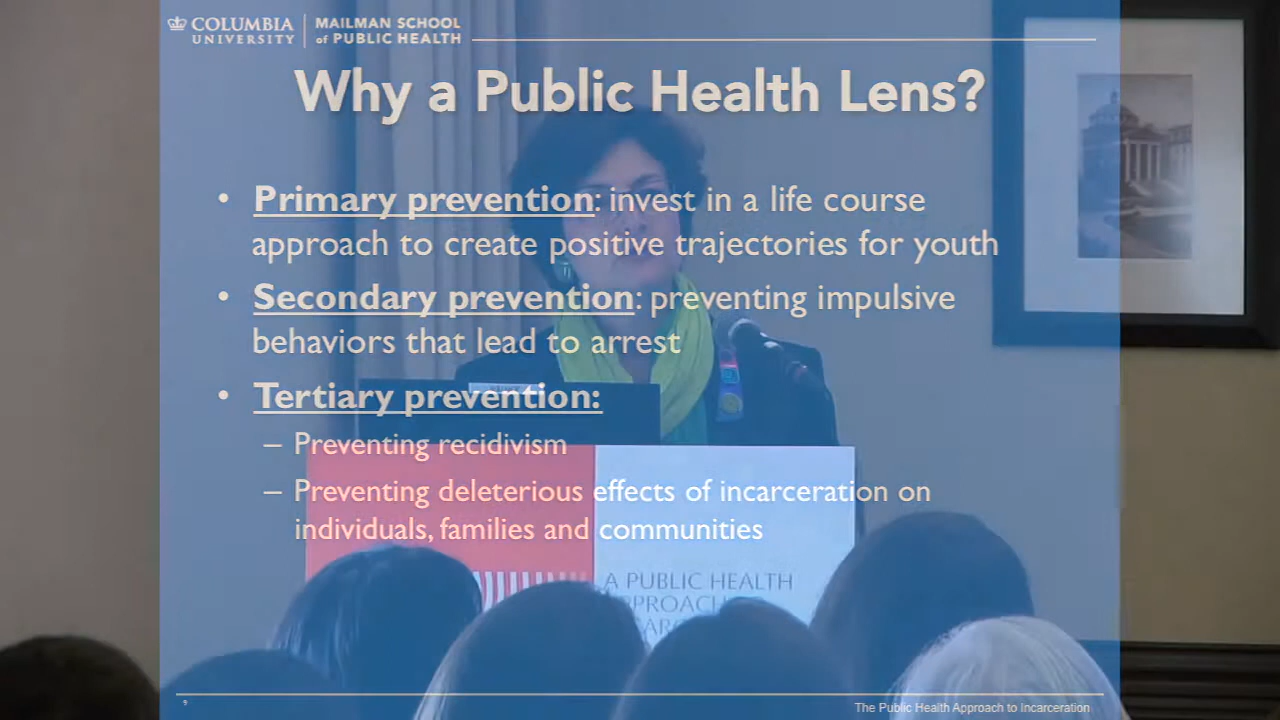 COLUMBIA UNIVERSITY
MAILMAN SCHOOL of PUBLIC HEALTH
Why a Public Health Lens?
• Primary prevention: invest in a life course
approach to create positive trajectories for youth
• Secondary prevention: preventing impulsive
behaviors that lead to arrest
• Tertiary prevention:
– Preventing recidivism
– Preventing deleterious effects of incarceration on
individuals, families and communities
A PUBLIC HEALTH
9
The Public Health Approach to Incarceration